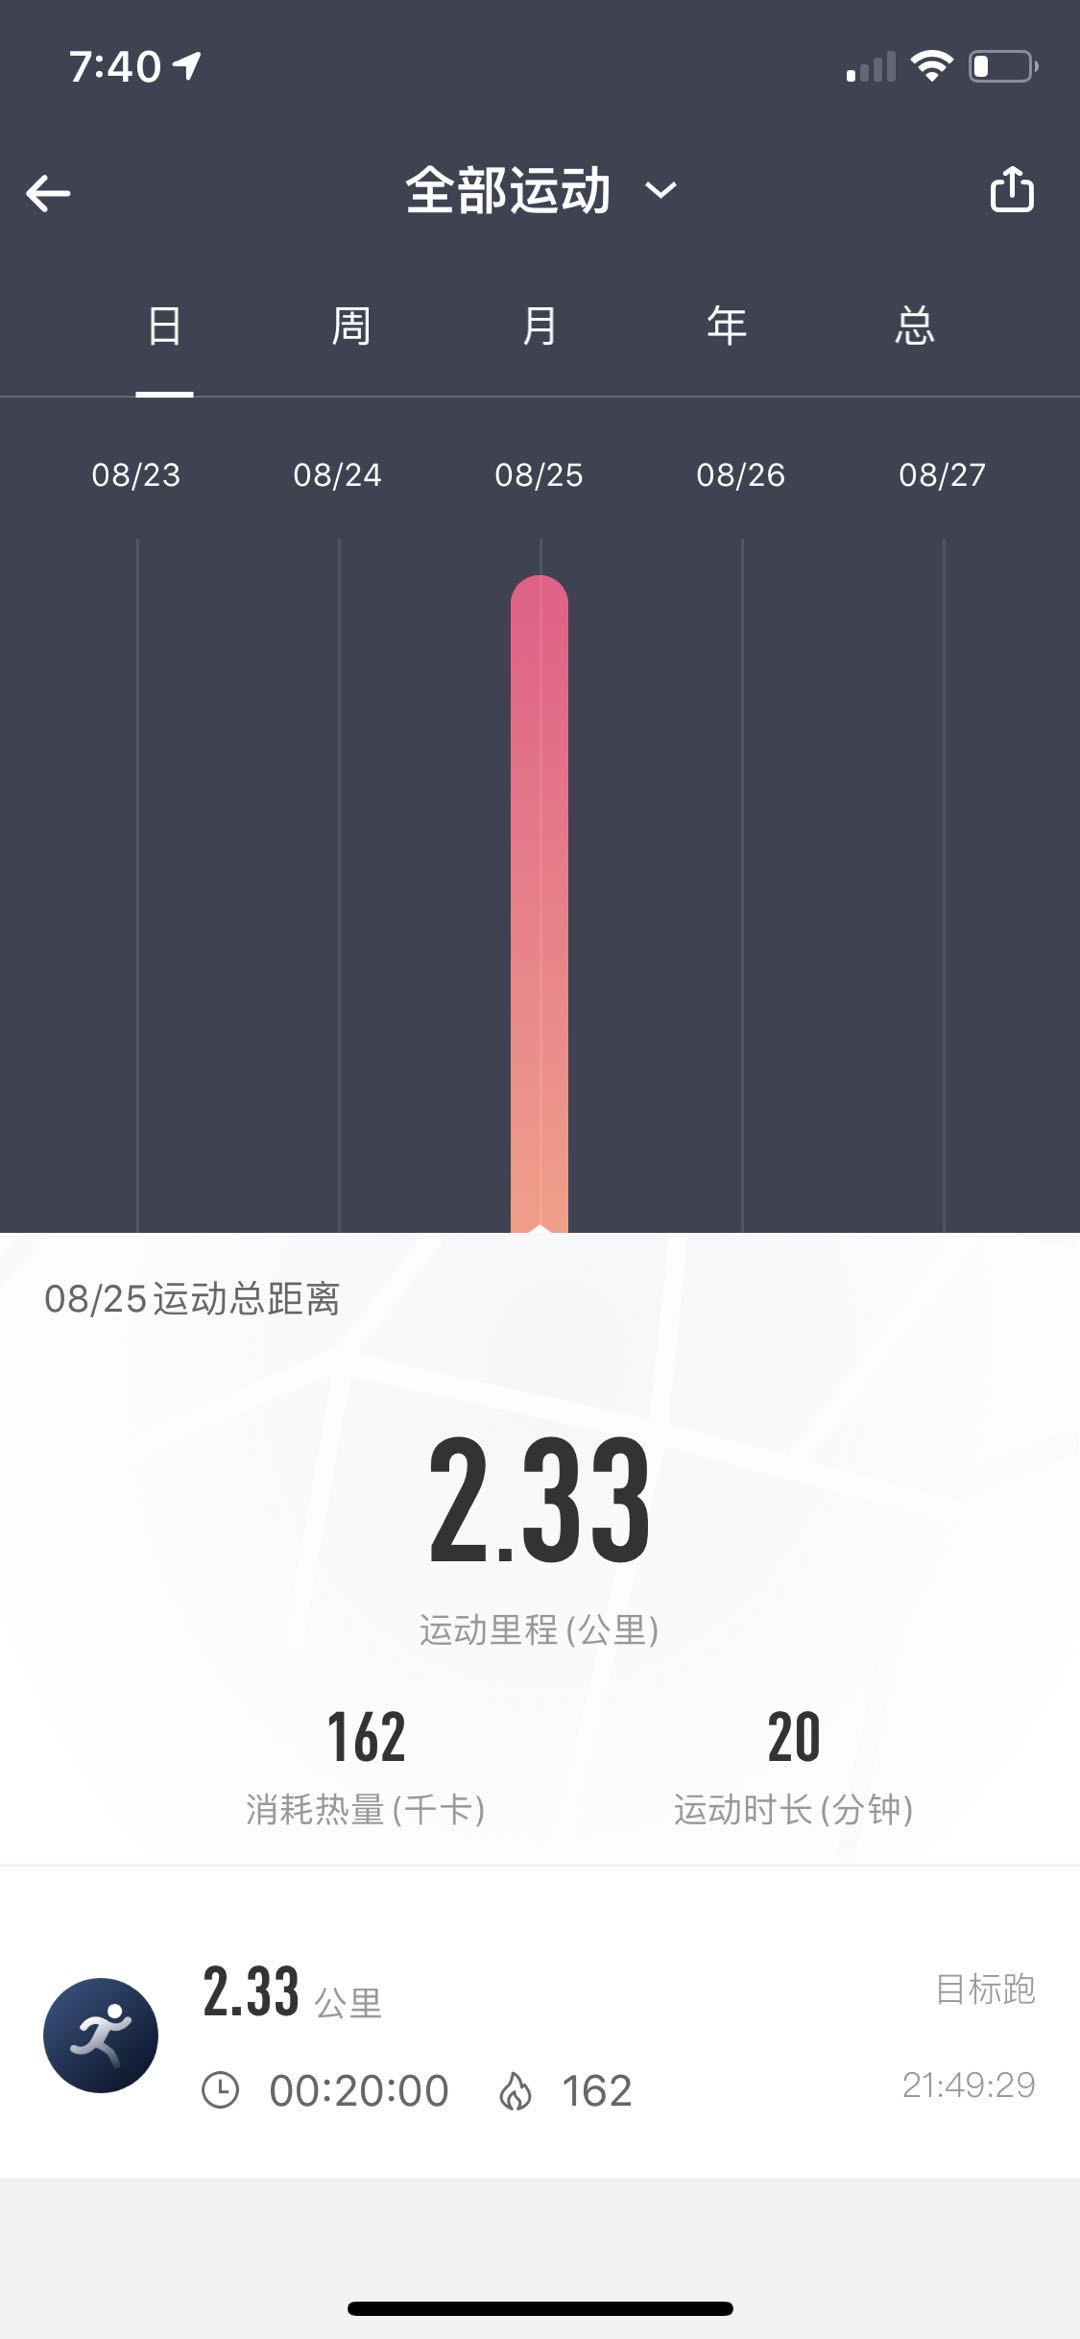 7:40
全部运动
日 周 月 年 总
08/23 08/24 08/25 08/26 08/27
08/25运动总距离
2.33
运动里程(公里)
162 20
消耗热量(千卡) 运动时长(分钟)
2.33 公里 目标跑
00:20:00 162 21:49:29